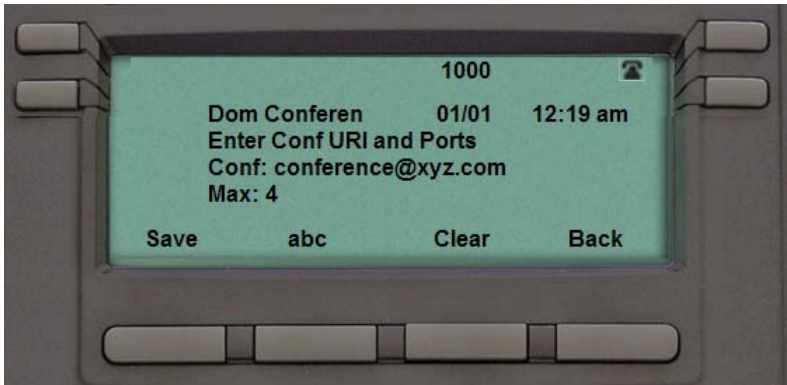 1000
Dom Conferen 01/01 12:19 am
Enter Conf URI and Ports
Conf: conference@xyz.com
Max: 4
Save abc Clear Back